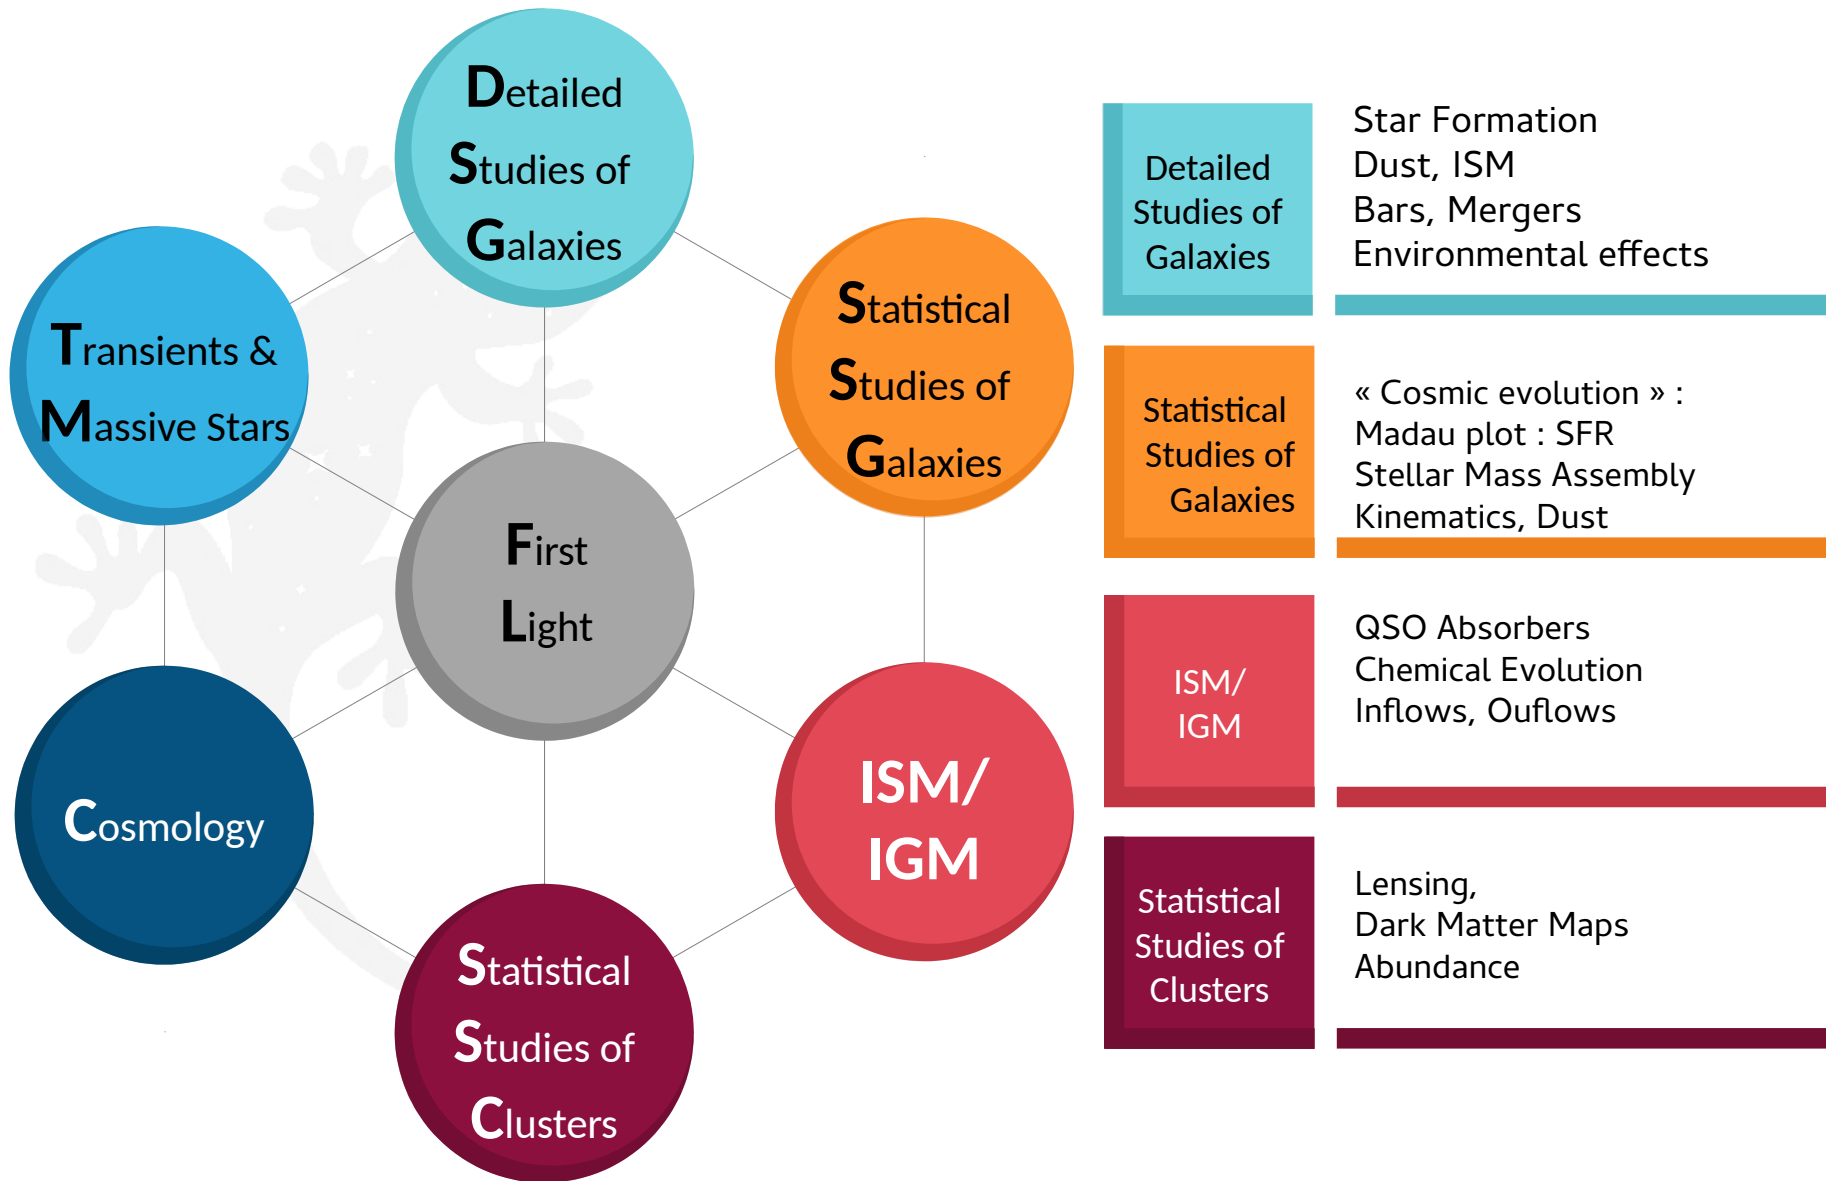 Detailed
Studies of
Galaxies
Transients &
Massive Stars
Statistical
Studies of
Galaxies
First
Light
Cosmology
ISM/
IGM
Statistical
Studies of
Clusters
Detailed
Studies of
Galaxies
Star Formation
Dust, ISM
Bars, Mergers
Environmental effects
Statistical
Studies of
Galaxies
« Cosmic evolution » :
Madau plot : SFR
Stellar Mass Assembly
Kinematics, Dust
ISM/
IGM
QSO Absorbers
Chemical Evolution
Inflows, Ouflows
Statistical
Studies of
Clusters
Lensing,
Dark Matter Maps
Abundance